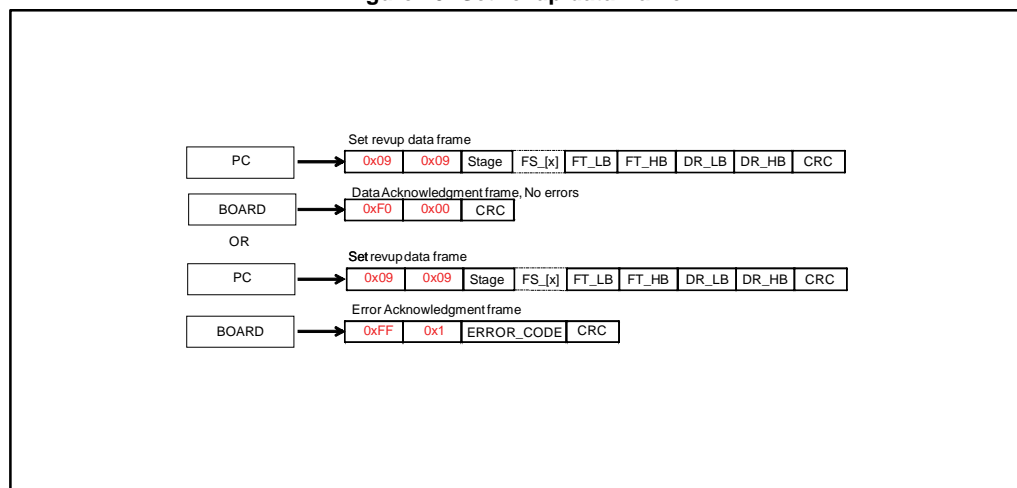 Set revup data frame
PC 0x09 0x09 Stage FS_[x] FT_LB FT_HB DR_LB DR_HB CRC
Data Acknowledgment frame, No errors
BOARD 0xF0 0x00 CRC
OR
Set revup data frame
PC 0x09 0x09 Stage FS_[x] FT_LB FT_HB DR_LB DR_HB CRC
Error Acknowledgment frame
BOARD 0xFF 0x1 ERROR_CODE CRC